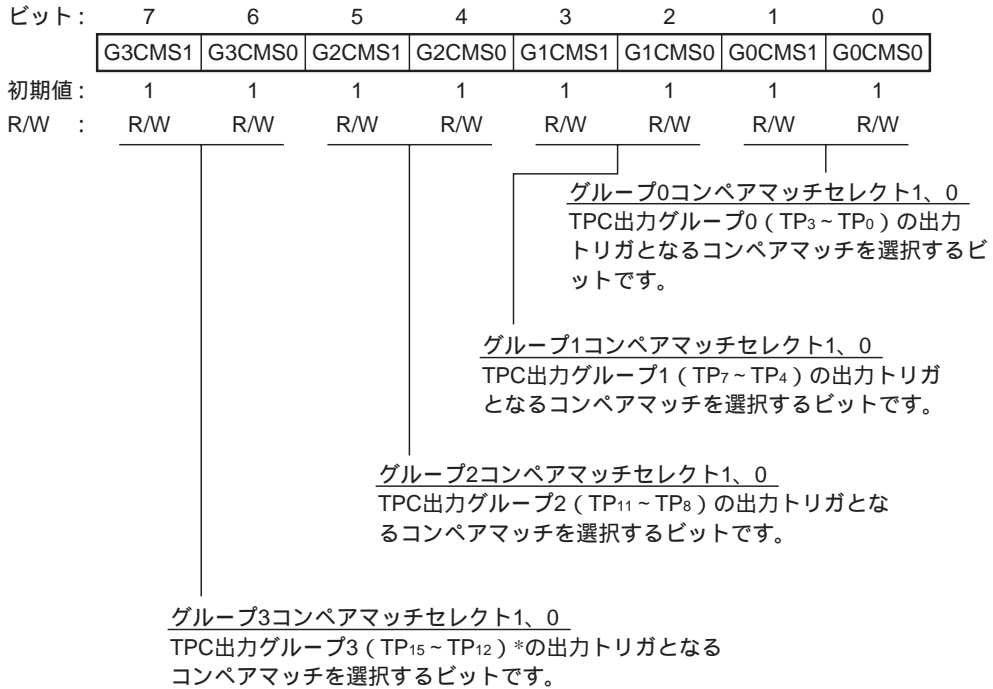 ビット： 7 6 5 4 3 2 1 0
G3CMS1 G3CMS0 G2CMS1 G2CMS0 G1CMS1 G1CMS0 G0CMS1 G0CMS0
初期値： 1 1 1 1 1 1 1 1
R/W ： R/W R/W R/W R/W R/W R/W R/W R/W
グループ0コンペアマッチセレクト1、0
TPC出力グループ0（TP3～TP0）の出力
トリガとなるコンペアマッチを選択するビ
ットです。
グループ1コンペアマッチセレクト1、0
TPC出力グループ1（TP7～TP4）の出力トリガ
となるコンペアマッチを選択するビットです。
グループ2コンペアマッチセレクト1、0
TPC出力グループ2（TP11～TP8）の出力トリガとな
るコンペアマッチを選択するビットです。
グループ3コンペアマッチセレクト1、0
TPC出力グループ3（TP15～TP12）*の出力トリガとなる
コンペアマッチを選択するビットです。